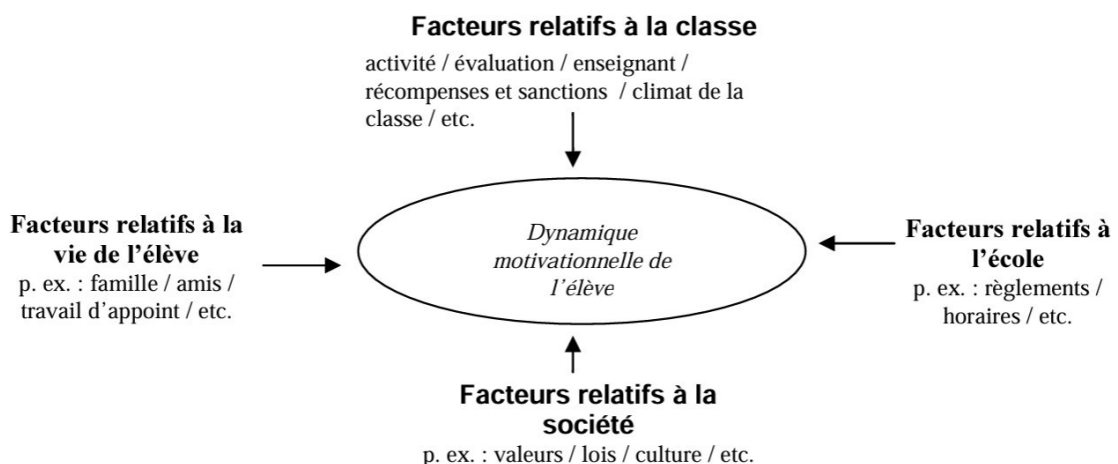 Facteurs relatifs à la classe
activité / évaluation / enseignant /
récompenses et sanctions / climat de la
classe / etc.
Facteurs relatifs à la
vie de l’élève
p. ex. : famille / amis /
travail d’appoint / etc.
Dynamique
motivationnelle de
l’élève
Facteurs relatifs à
l’école
p. ex. : règlements /
horaires / etc.
Facteurs relatifs à la
société
p. ex. : valeurs / lois / culture / etc.